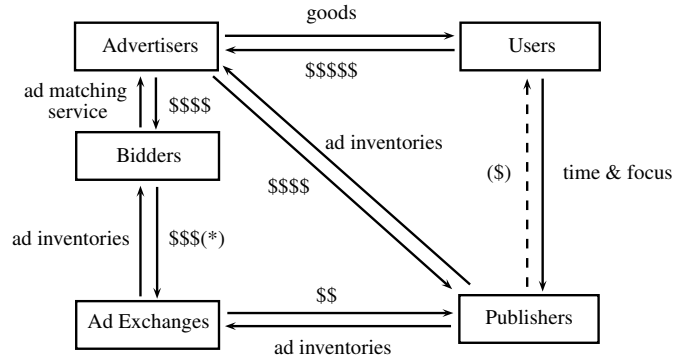 goods
Advertisers
Users
$$$$$
ad matching
service
$$$$
Bidders
ad inventories
$$$$
($)
time & focus
ad inventories
$$$(*)
Ad Exchanges
$$
Publishers
ad inventories